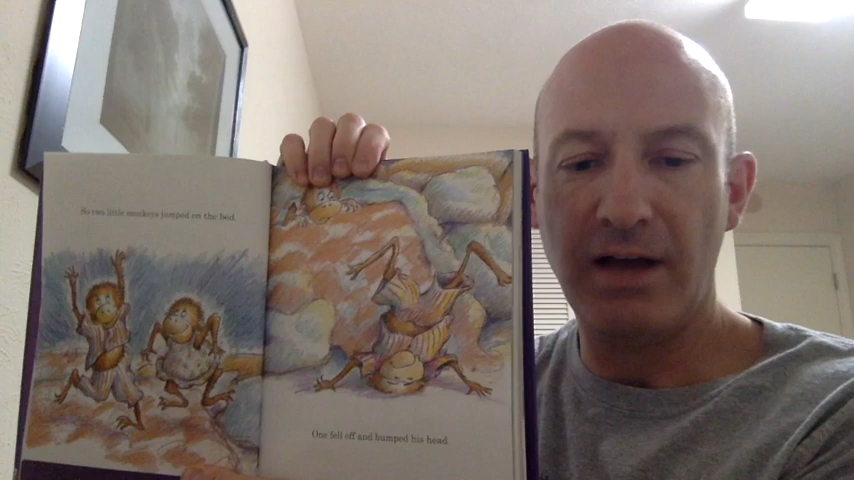 So two little monkeys jumped on the bed.
One fell off and bumped his head